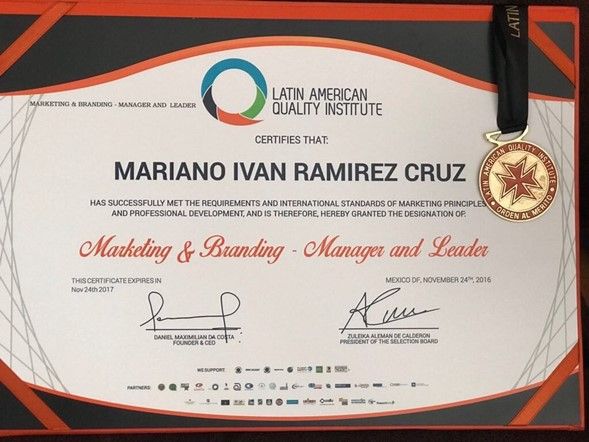 LATIN
MARKETING & BRANDING - MANAGER AND LEADER
LATIN AMERICAN
QUALITY INSTITUTE
CERTIFIES THAT:
MARIANO IVAN RAMIREZ CRUZ
LATIN AMERICAN QUALITY INSTITUTE
ORDEN AL MERITO
HAS SUCCESSFULLY MET THE REQUIREMENTS AND INTERNATIONAL STANDARDS OF MARKETING PRINCIPLES
AND PROFESSIONAL DEVELOPMENT, AND IS THEREFORE, HEREBY GRANTED THE DESIGNATION OF:
Marketing & Branding - Manager and Leader
THIS CERTIFICATE EXPIRES IN
Nov 24th 2017
MEXICO DF, NOVEMBER 24TH, 2016
DANIEL MAXIMILIAN DA COSTA
FOUNDER & CEO
ZULEIKA ALEMAN DE CALDERON
PRESIDENT OF THE SELECTION BOARD
WE SUPPORT
PARTNERS: